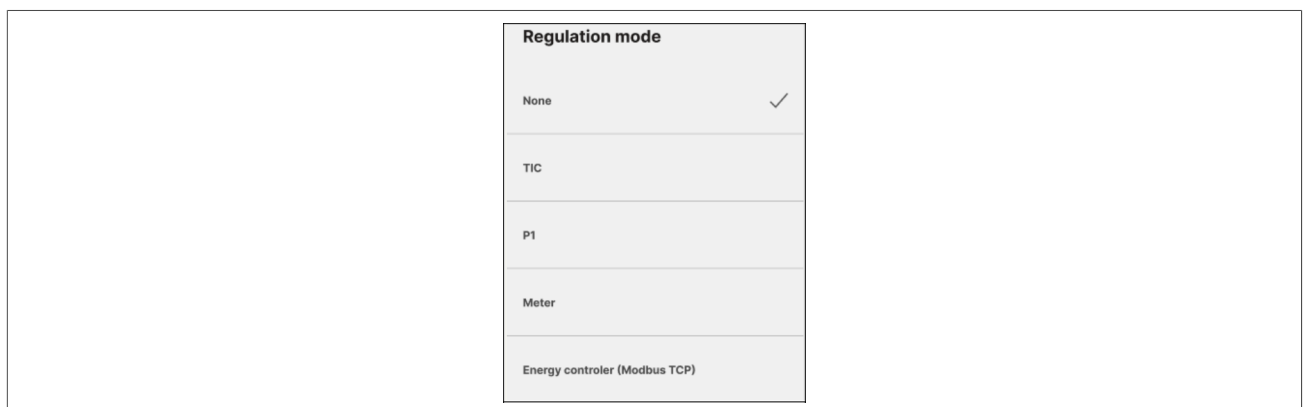 Regulation mode
None
TIC
P1
Meter
Energy controler (Modbus TCP)